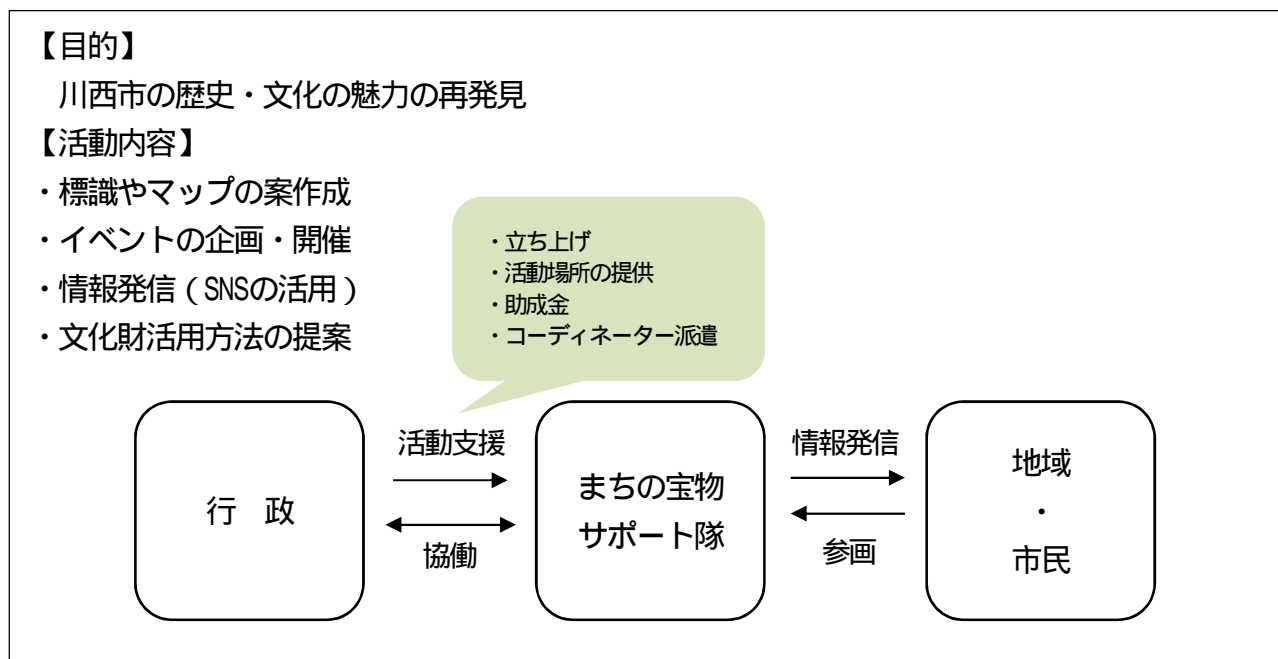 【目的】
川西市の歴史・文化の魅力の再発見
【活動内容】
・標識やマップの案作成
・イベントの企画・開催
・情報発信（SNSの活用）
・文化財活用方法の提案
・立ち上げ
・活動場所の提供
・助成金
・コーディネーター派遣
行　政
活動支援
協働
まちの宝物
サポート隊
情報発信
参画
地域
・
市民